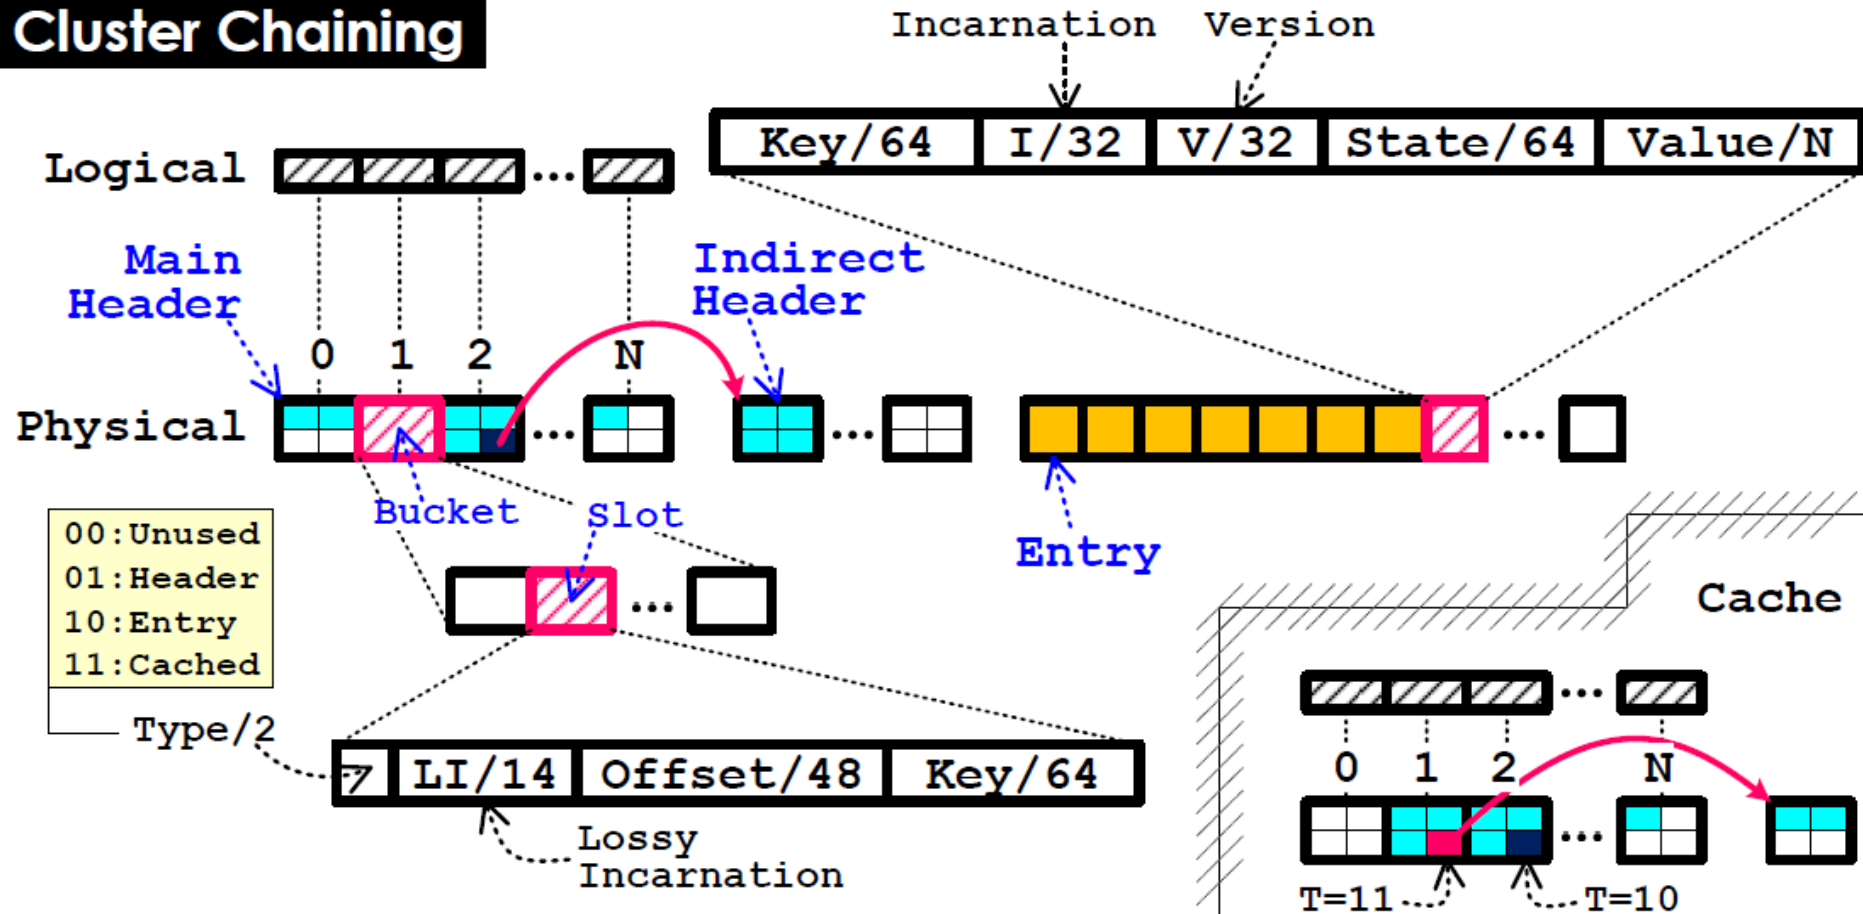 Cluster Chaining
Incarnation Version
Key/64 I/32 V/32 State/64 Value/N
Logical ... 
Main
Header
Indirect
Header
0 1 2 N
Physical ... ... ...
Bucket Slot
Entry
00:Unused
01:Header
10:Entry
11:Cached
...
Type/2
LI/14 Offset/48 Key/64
Lossy
Incarnation
Cache
...
0 1 2 N
...
T=11 T=10